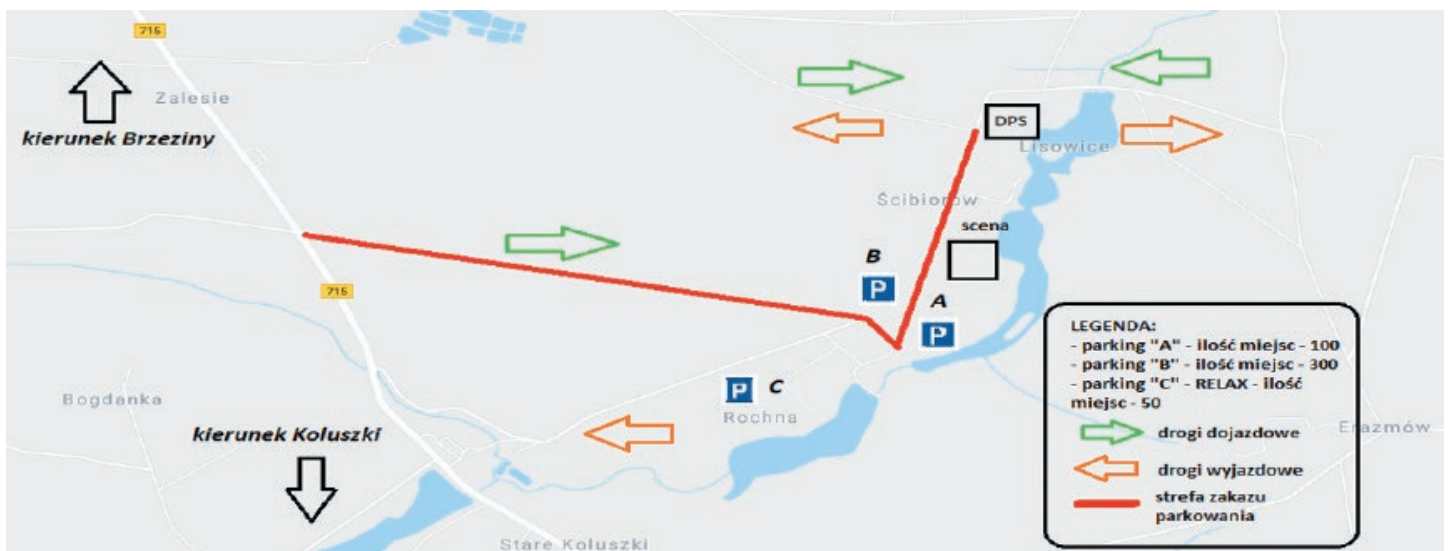 715
Zalesie
kierunek Brzeziny
DPS
Lisowice
Ścibiorów
scena
715
B
P
A
P
P
C
Rochna
Bogdanka
kierunek Koluszki
Stare Koluszki
Erazmów
LEGENDA:
- parking "A" - ilość miejsc - 100
- parking "B" - ilość miejsc - 300
- parking "C" - RELAX - ilość
miejsc - 50
drogi dojazdowe
drogi wyjazdowe
strefa zakazu
parkowania